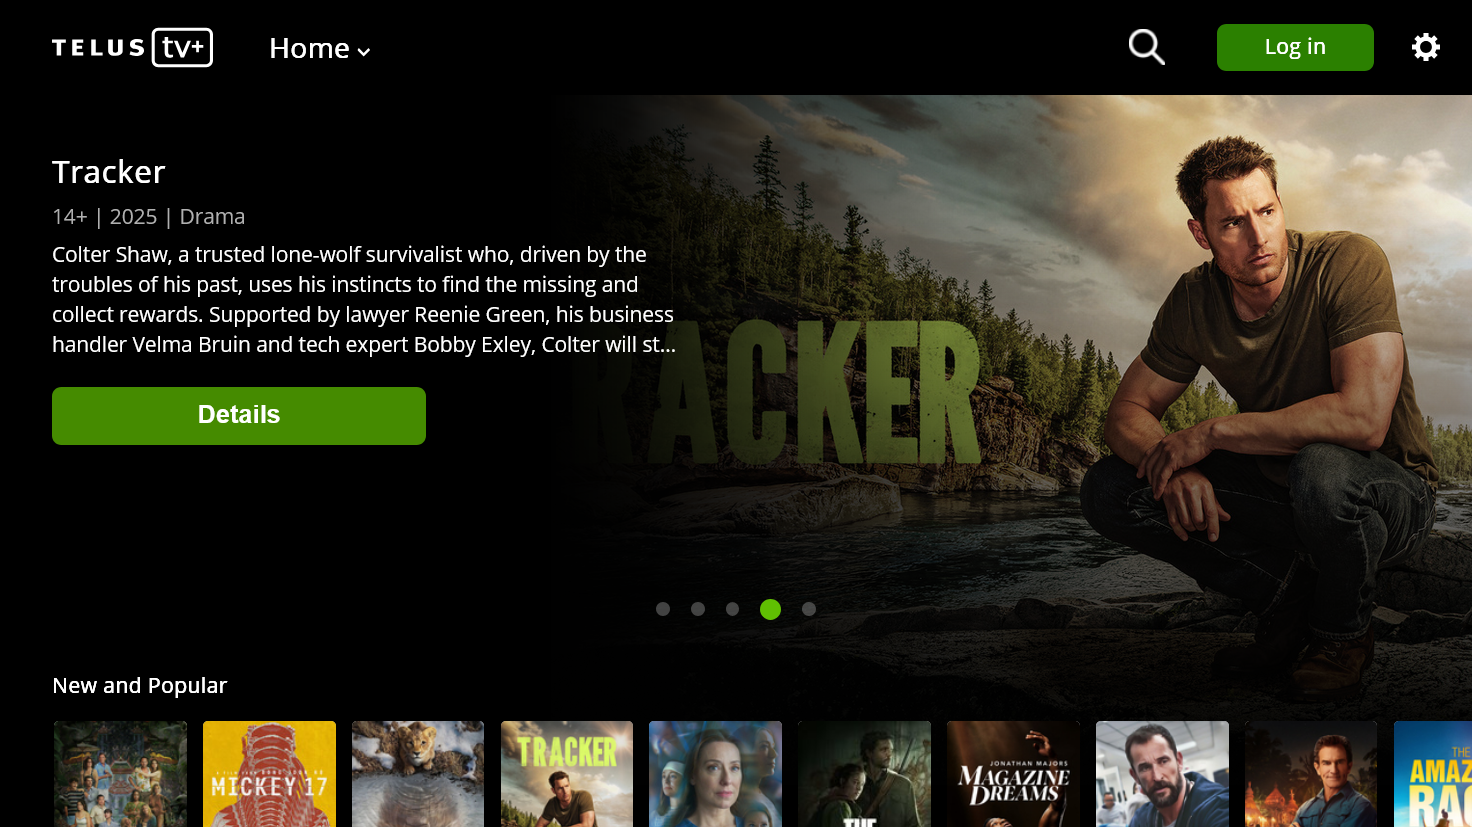 TELUS tv+
Home
Log in
Tracker
14+ | 2025 | Drama
Colter Shaw, a trusted lone-wolf survivalist who, driven by the
troubles of his past, uses his instincts to find the missing and
collect rewards. Supported by lawyer Reenie Green, his business
handler Velma Bruin and tech expert Bobby Exley, Colter will st...
TRACKER
Details
New and Popular
TRACKER
MICKEY 17
JONATHAN MAJORS
MAGAZINE
DREAMS
THE
THE
AMAZ
RAC